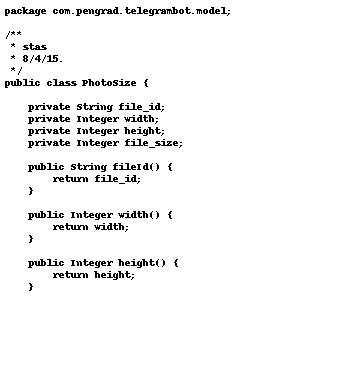 package com.pengrad.telegrambot.model;

/**
 * stas
 * 8/4/15.
 */
public class PhotoSize {

    private String file_id;
    private Integer width;
    private Integer height;
    private Integer file_size;

    public String fileId() {
        return file_id;
    }

    public Integer width() {
        return width;
    }

    public Integer height() {
        return height;
    }